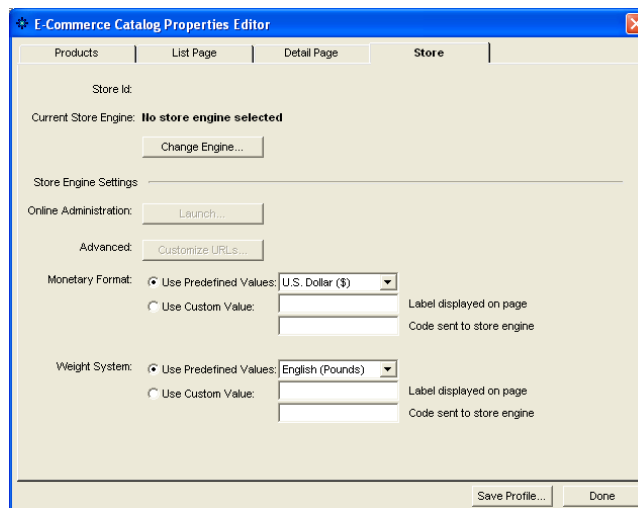 E-Commerce Catalog Properties Editor
Products List Page Detail Page Store
Store Id:
Current Store Engine: No store engine selected
Change Engine...
Store Engine Settings
Online Administration: Launch...
Advanced: Customize URLs...
Monetary Format: Use Predefined Values: U.S. Dollar ($)
Use Custom Value: Label displayed on page
Code sent to store engine
Weight System: Use Predefined Values: English (Pounds)
Use Custom Value: Label displayed on page
Code sent to store engine
Save Profile... Done